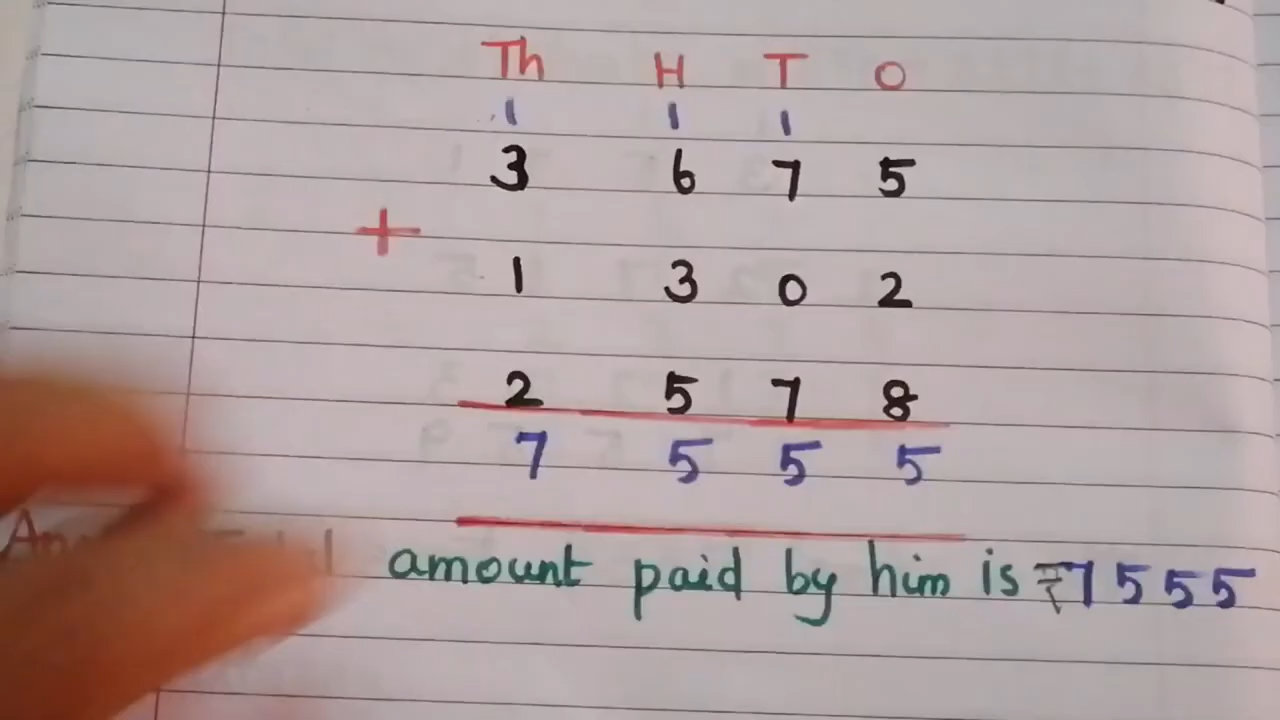 Th H T O
1 1 1
3 6 7 5
+
1 3 0 2
2 5 7 8
7 5 5 5
amount paid by him is ₹7555